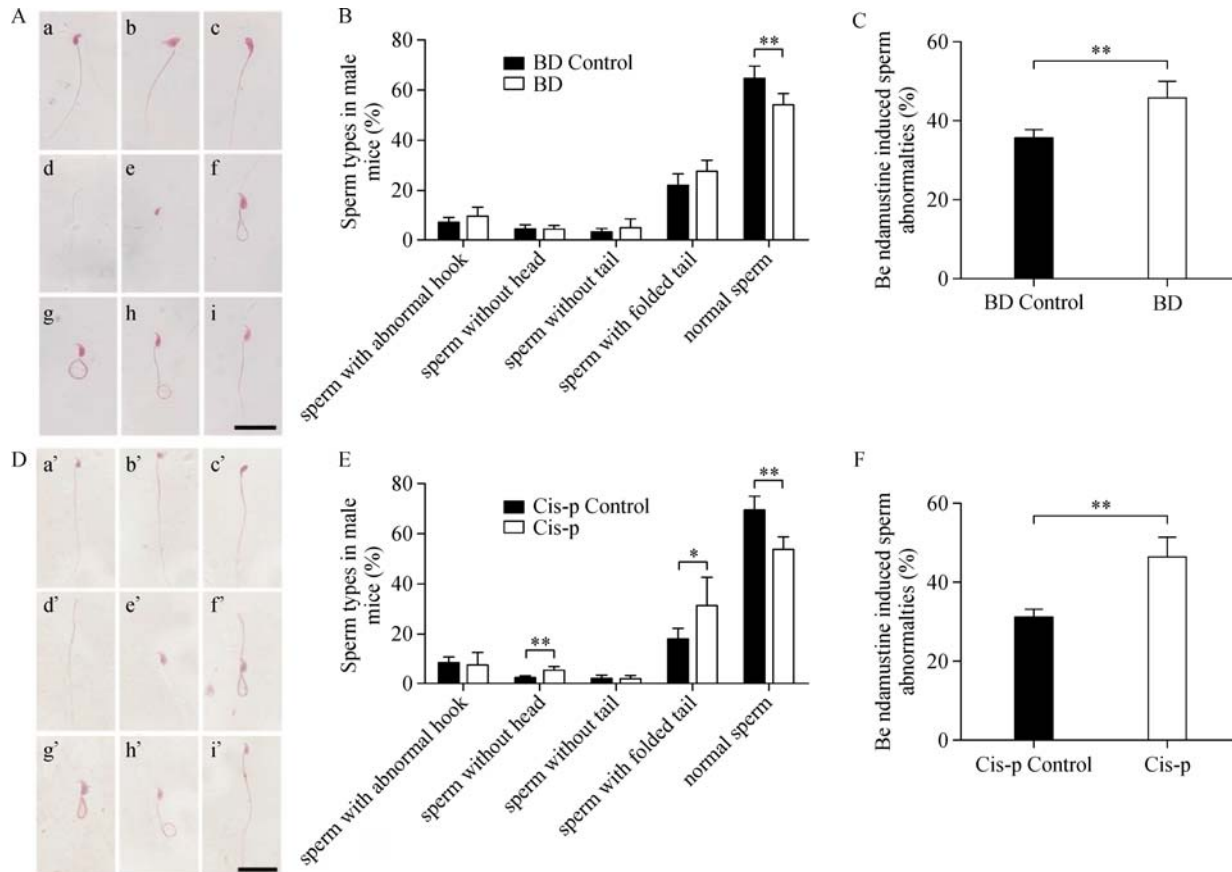 A
a
b
c
d
e
f
g
h
i
B
Sperm types in male
mice (%)
80
60
40
20
0
BD Control
BD
**
sperm with abnormal hook
sperm without head
sperm without tail
sperm with folded tail
normal sperm
C
Be ndamustine induced sperm
abnormalties (%)
60
40
20
0
**
BD Control
BD
D
a’
b’
c’
d’
e’
f’
g’
h’
i’
E
Sperm types in male
mice (%)
80
60
40
20
0
Cis-p Control
Cis-p
**
*
**
sperm with abnormal hook
sperm without head
sperm without tail
sperm with folded tail
normal sperm
F
Be ndamustine induced sperm
abnormalties (%)
60
40
20
0
**
Cis-p Control
Cis-p